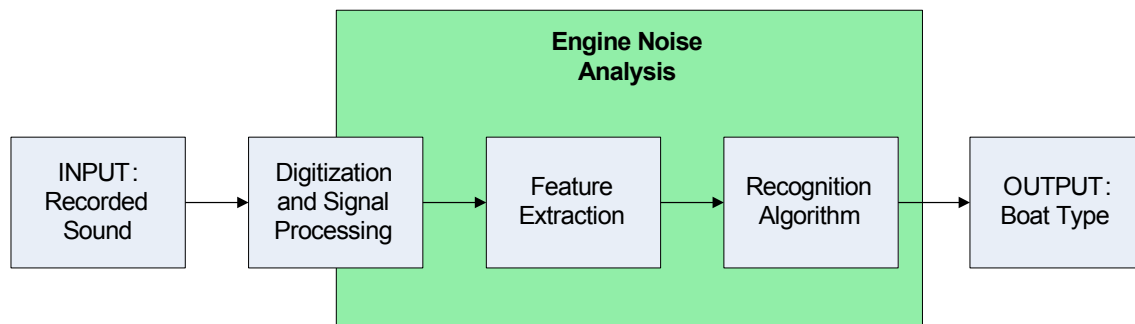 Engine Noise
Analysis
INPUT:
Recorded
Sound
Digitization
and Signal
Processing
Feature
Extraction
Recognition
Algorithm
OUTPUT:
Boat Type